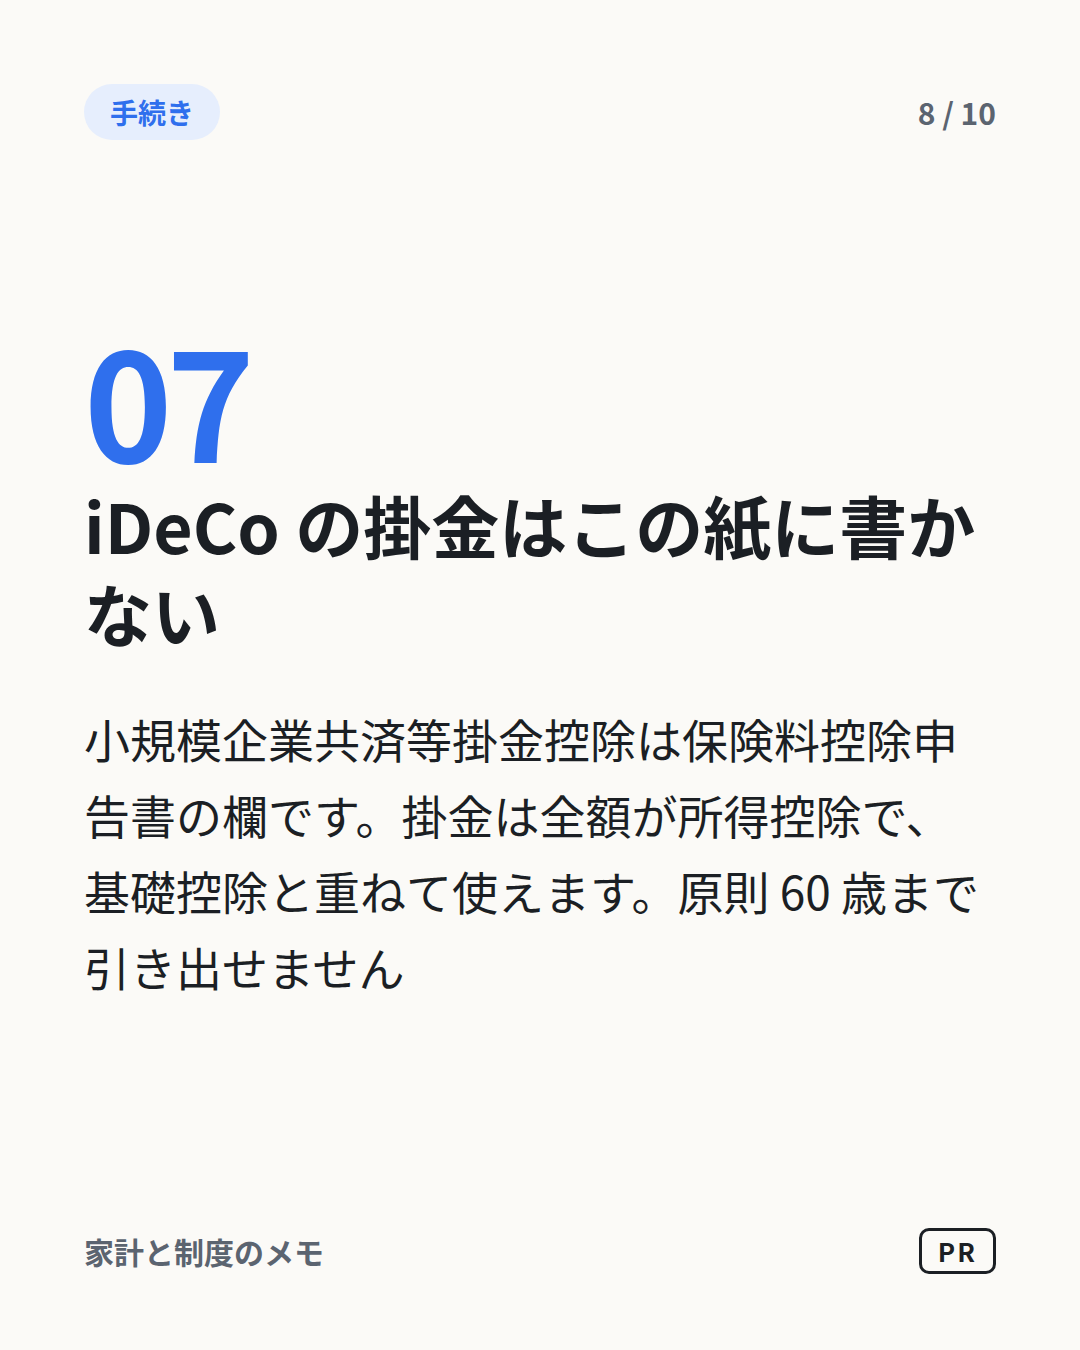 手続き
8 / 10
07
iDeCo の掛金はこの紙に書か
ない
小規模企業共済等掛金控除は保険料控除申
告書の欄です。掛金は全額が所得控除で、
基礎控除と重ねて使えます。原則 60 歳まで
引き出せません
家計と制度のメモ
PR